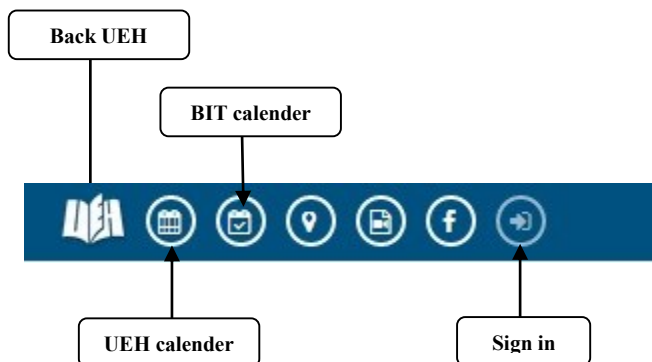 Back UEH
BIT calender
UEH
f
UEH calender
Sign in